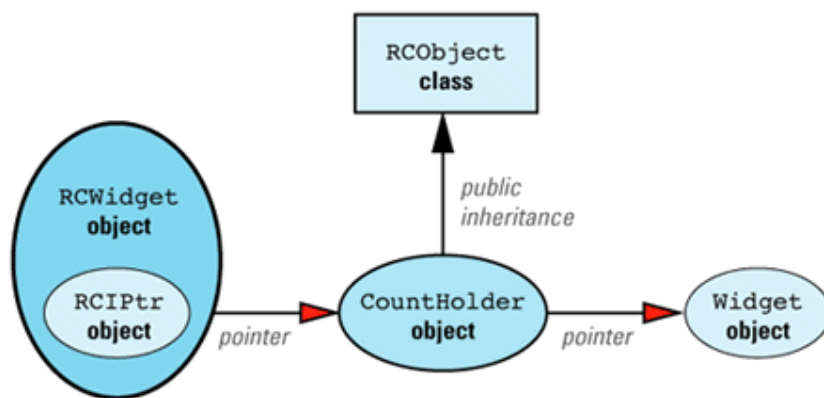 RCObject
class
public
inheritance
RCWidget
object
RCIPtr
object
pointer
CountHolder
object
pointer
Widget
object